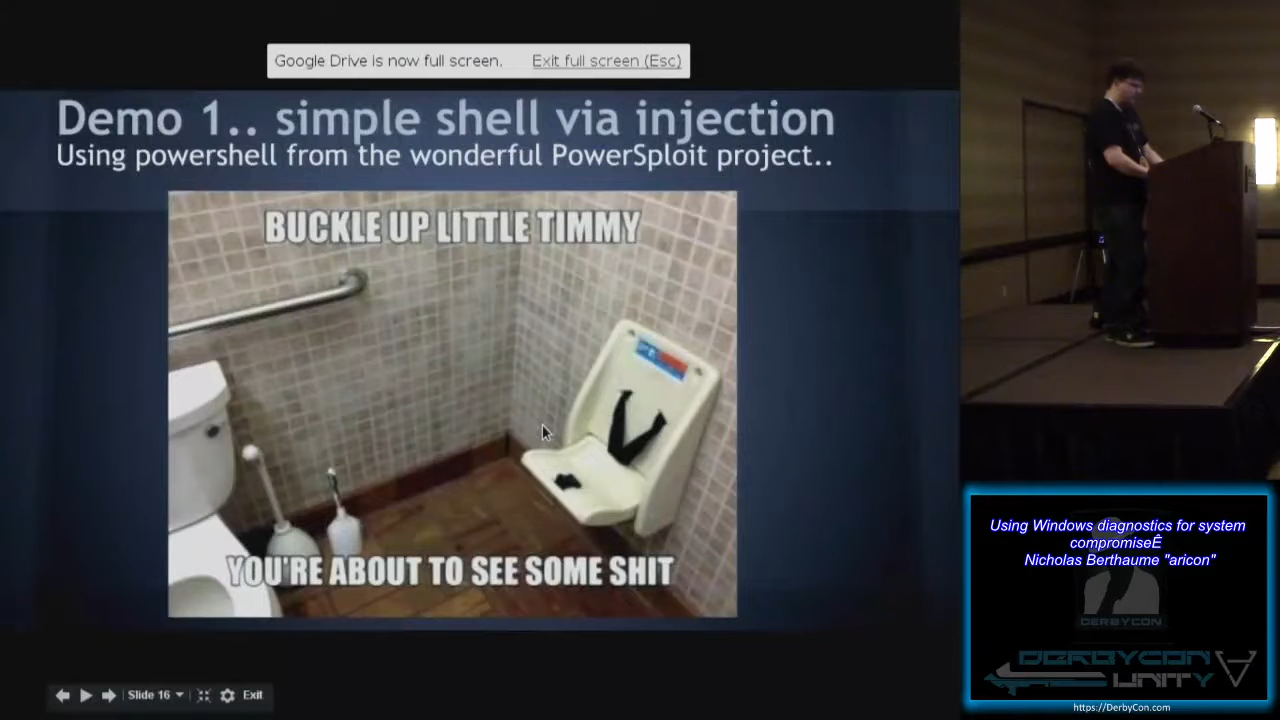 Google Drive is now full screen. Exit full screen (Esc)
Demo 1.. simple shell via injection
Using powershell from the wonderful PowerSploit project..
BUCKLE UP LITTLE TIMMY
YOU'RE ABOUT TO SEE SOME SHIT
Slide 16 Exit
Using Windows diagnostics for system
compromiseÊ
Nicholas Berthaume "aricon"
DERBYCON
DERBYCON
UNITY
https://DerbyCon.com